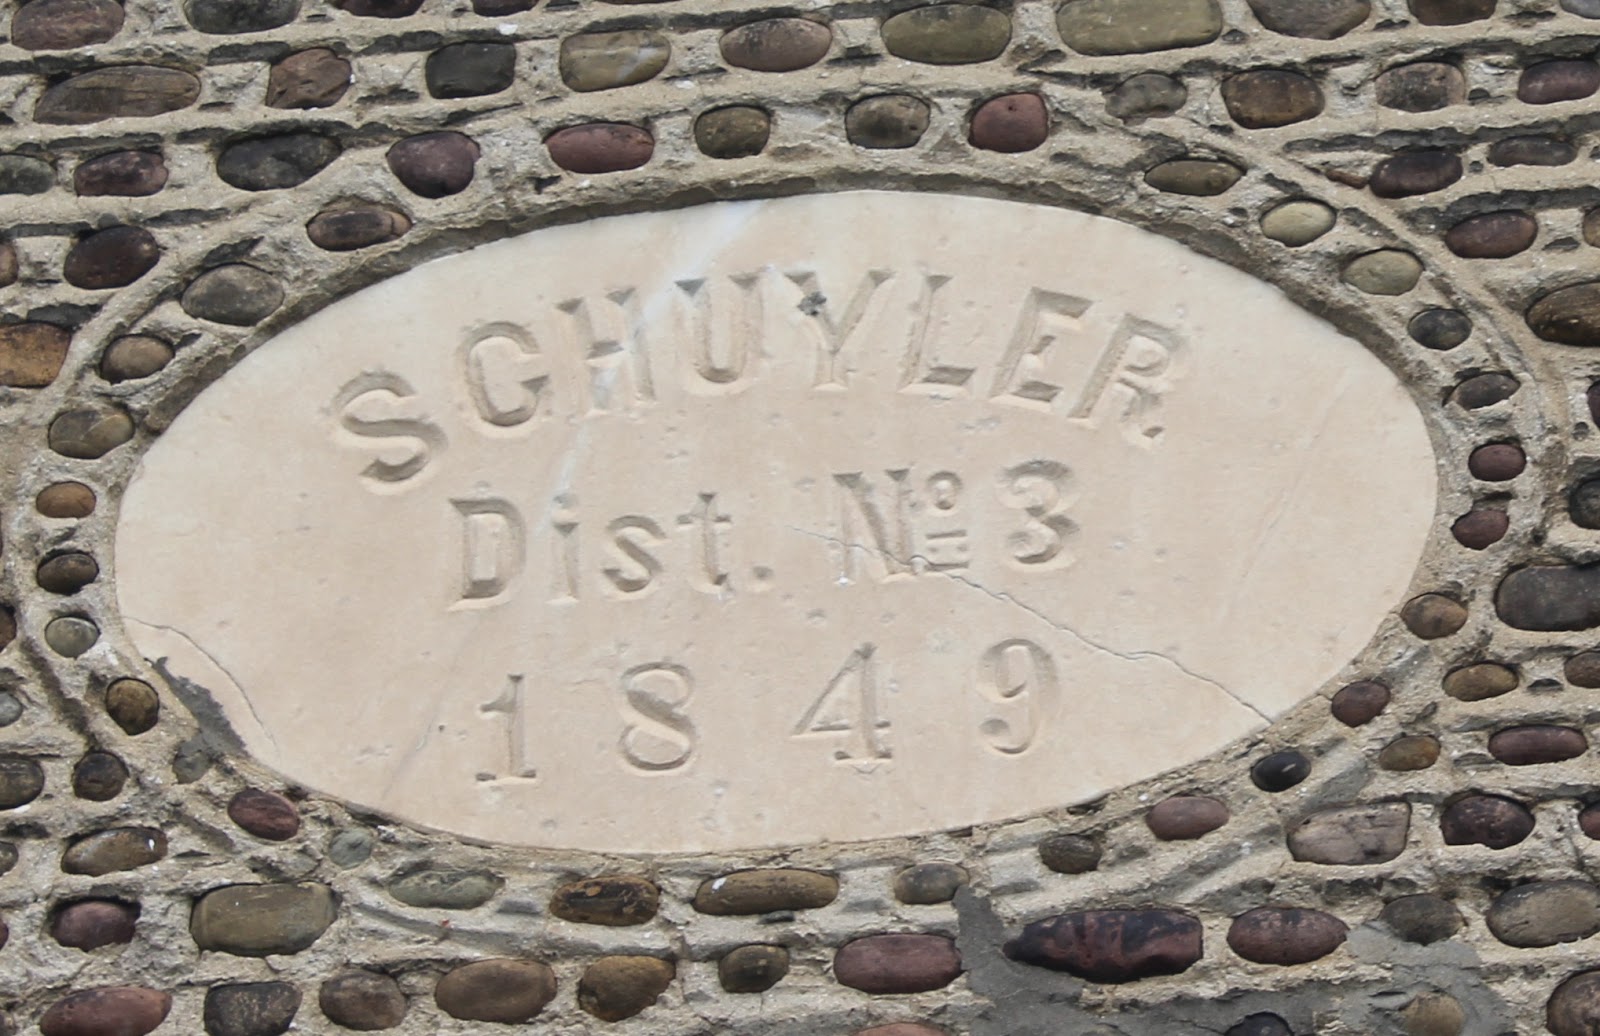 SCHUYLER
Dist. No 3
1849